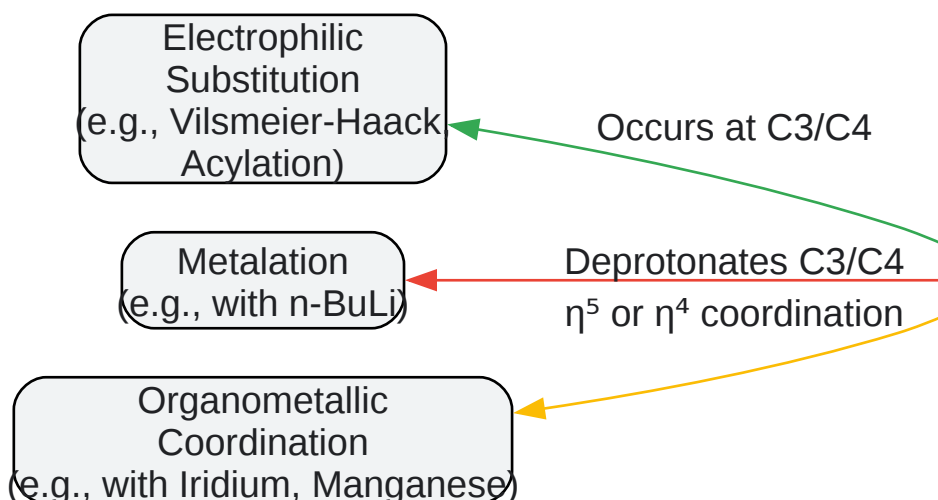 Electrophilic
Substitution
(e.g., Vilsmeier-Haack,
Acylation)
Occurs at C3/C4
Metalation
(e.g., with n-BuLi)
Deprotonates C3/C4
η⁵ or η⁴ coordination
Organometallic
Coordination
(e.g., with Iridium, Manganese)